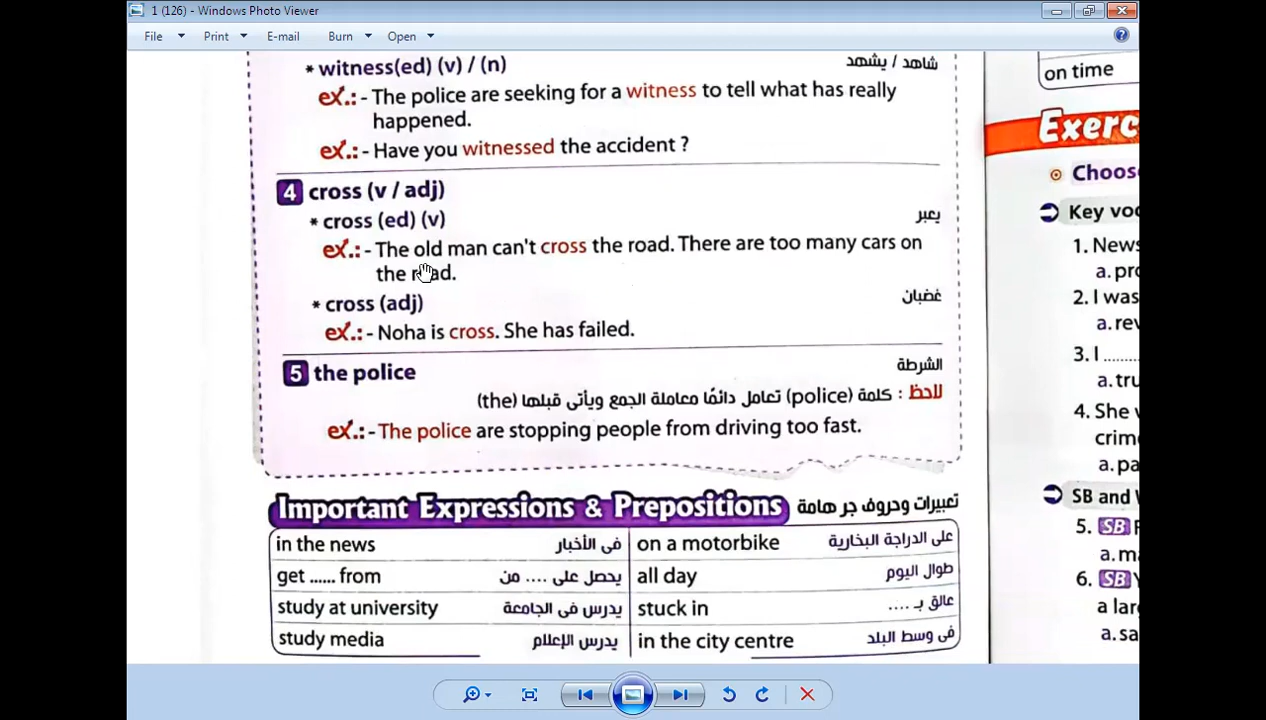 1 (126) - Windows Photo Viewer
File Print E-mail Burn Open
* witness(ed) (v) / (n) شاهد / يشهد
ex.: - The police are seeking for a witness to tell what has really
happened.
ex.: - Have you witnessed the accident ?
4 cross (v / adj)
* cross (ed) (v) يعبر
ex.: - The old man can't cross the road. There are too many cars on
the road.
* cross (adj) غضبان
ex.: - Noha is cross. She has failed.
5 the police الشرطة
لاحظ : كلمة (police) تعامل دائمًا معاملة الجمع ويأتى قبلها (the)
ex.: - The police are stopping people from driving too fast.
Important Expressions & Prepositions تعبيرات وحروف جر هامة
in the news فى الأخبار on a motorbike على الدراجة البخارية
get ...... from يحصل على .... من all day طوال اليوم
study at university يدرس فى الجامعة stuck in عالق بـ ....
study media يدرس الإعلام in the city centre فى وسط البلد
on time
Exerc
Choos
Key voc
1. News
a. pro
2. I was
a. rev
3. I ........
a. tru
4. She w
crim
a. pa
SB and
5. SB
a. ma
6. SB
a lar
a. sa